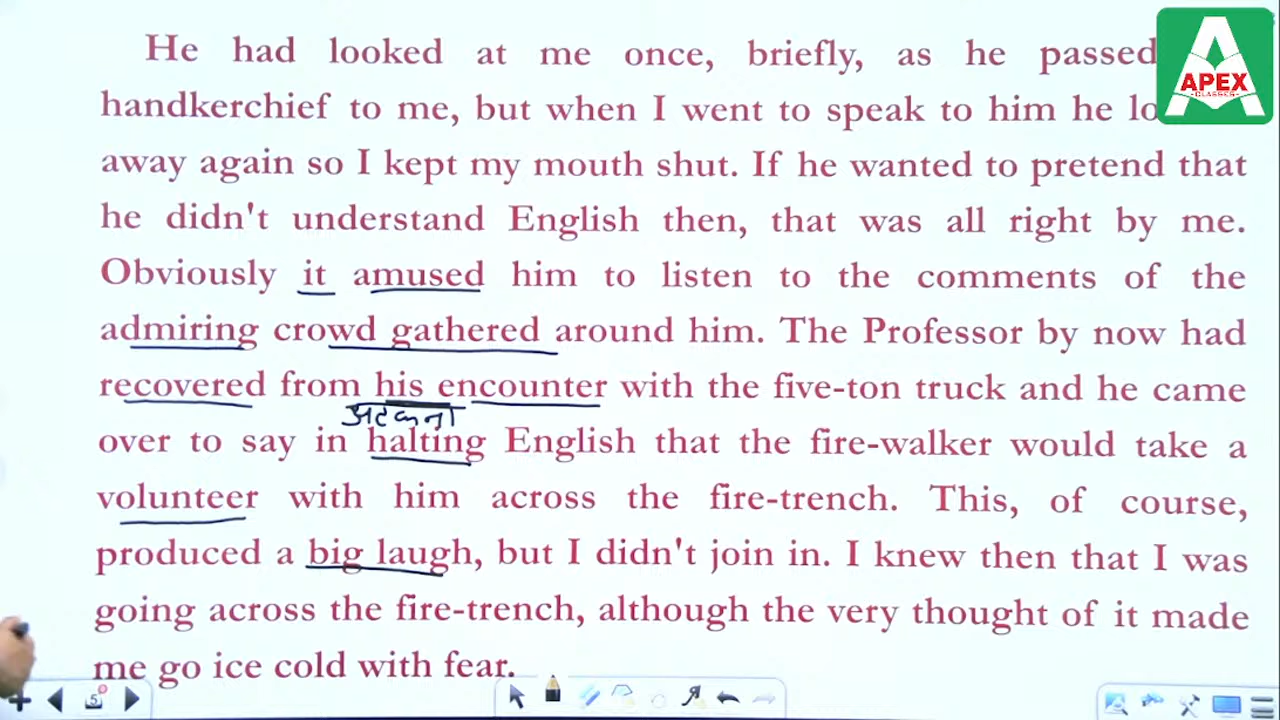 He had looked at me once, briefly, as he passed
handkerchief to me, but when I went to speak to him he lo
away again so I kept my mouth shut. If he wanted to pretend that
he didn't understand English then, that was all right by me.
Obviously it amused him to listen to the comments of the
admiring crowd gathered around him. The Professor by now had
recovered from his encounter with the five-ton truck and he came
अटकना
over to say in halting English that the fire-walker would take a
volunteer with him across the fire-trench. This, of course,
produced a big laugh, but I didn't join in. I knew then that I was
going across the fire-trench, although the very thought of it made
me go ice cold with fear.
APEX
CLASSES
5